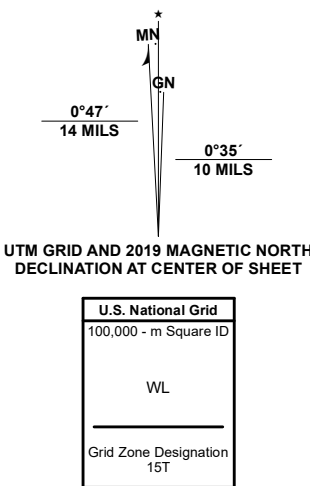 MN
GN
0°47´
14 MILS
0°35´
10 MILS
UTM GRID AND 2019 MAGNETIC NORTH
DECLINATION AT CENTER OF SHEET
U.S. National Grid
100,000 - m Square ID
WL
Grid Zone Designation
15T